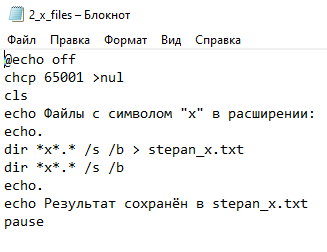 2_x_files – Блокнот
Файл Правка Формат Вид Справка
@echo off
chcp 65001 >nul
cls
echo Файлы с символом "x" в расширении:
echo.
dir *x*.* /s /b > stepan_x.txt
dir *x*.* /s /b
echo.
echo Результат сохранён в stepan_x.txt
pause